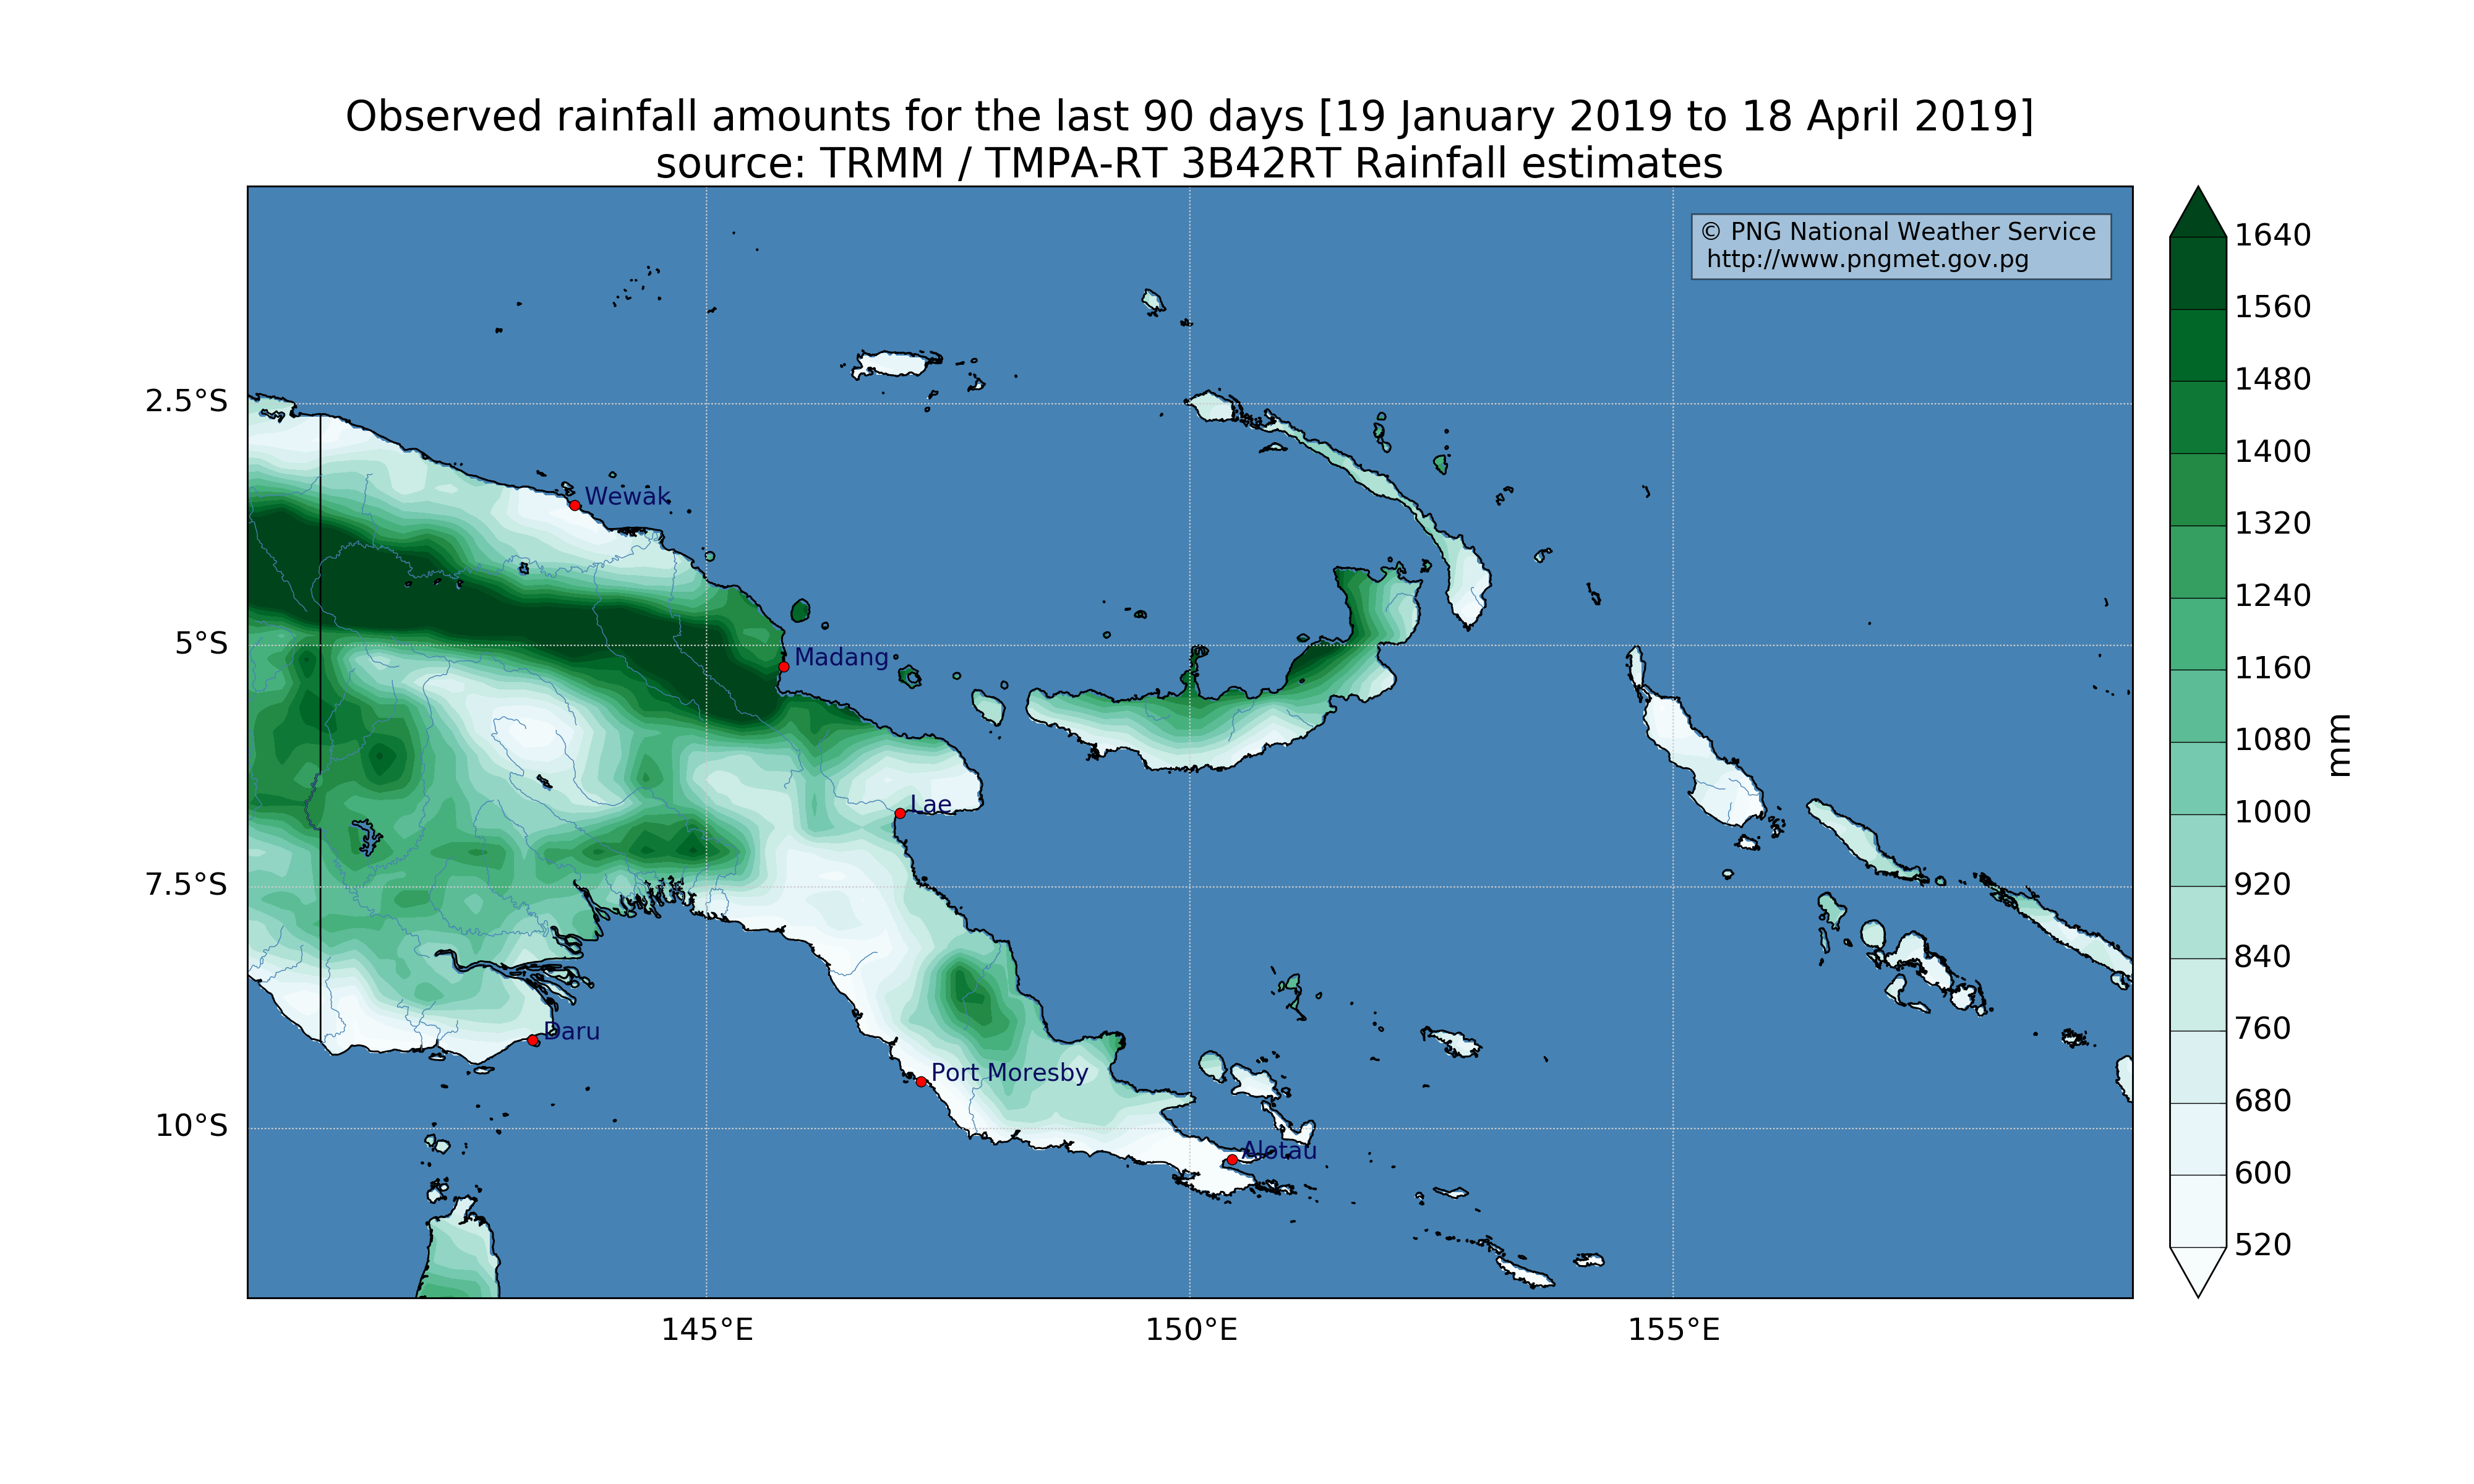 Observed rainfall amounts for the last 90 days [19 January 2019 to 18 April 2019]
source: TRMM / TMPA-RT 3B42RT Rainfall estimates
© PNG National Weather Service
http://www.pngmet.gov.pg
1640
1560
1480
1400
1320
1240
1160
1080
1000
920
840
760
680
600
520
mm
2.5°S
5°S
7.5°S
10°S
Wewak
Madang
Lae
Daru
Port Moresby
Alotau
145°E
150°E
155°E